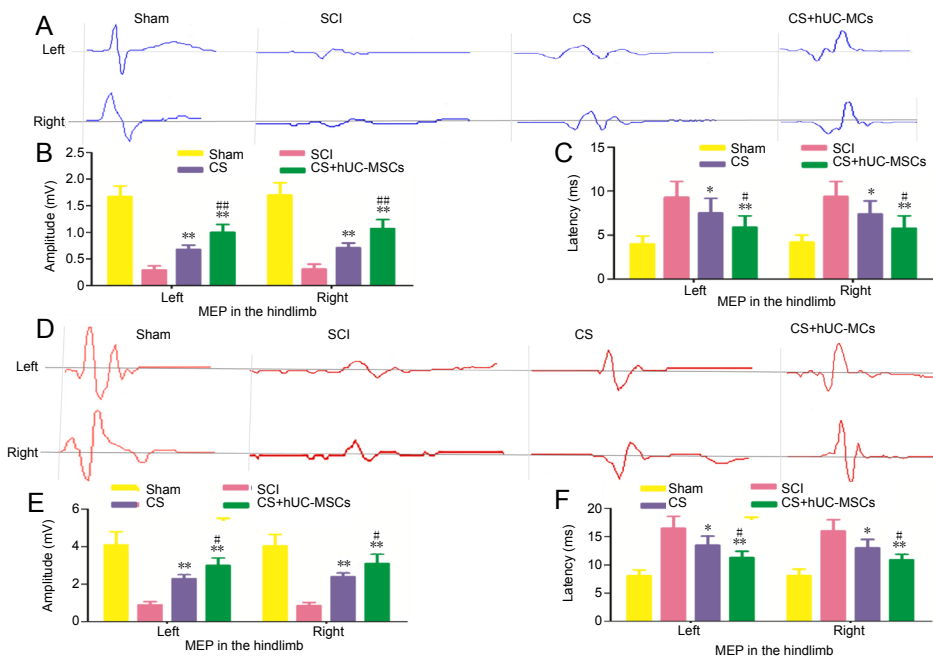 A
Sham
SCI
CS
CS+hUC-MCs
Left
Right
B
Sham
SCI
CS
CS+hUC-MSCs
Amplitude (mV)
2.5
2.0
1.5
1.0
0.5
0
**
##
**
**
##
**
Left
Right
MEP in the hindlimb
C
Sham
SCI
CS
CS+hUC-MSCs
Latency (ms)
15
10
5
0
*
#
**
*
#
**
Left
Right
MEP in the hindlimb
D
Sham
SCI
CS
CS+hUC-MCs
Left
Right
E
Sham
SCI
CS
CS+hUC-MSCs
Amplitude (mV)
6
4
2
0
**
#
**
**
#
**
Left
Right
MEP in the hindlimb
F
Sham
SCI
CS
CS+hUC-MSCs
Latency (ms)
20
15
10
5
0
*
#
**
*
#
**
Left
Right
MEP in the hindlimb